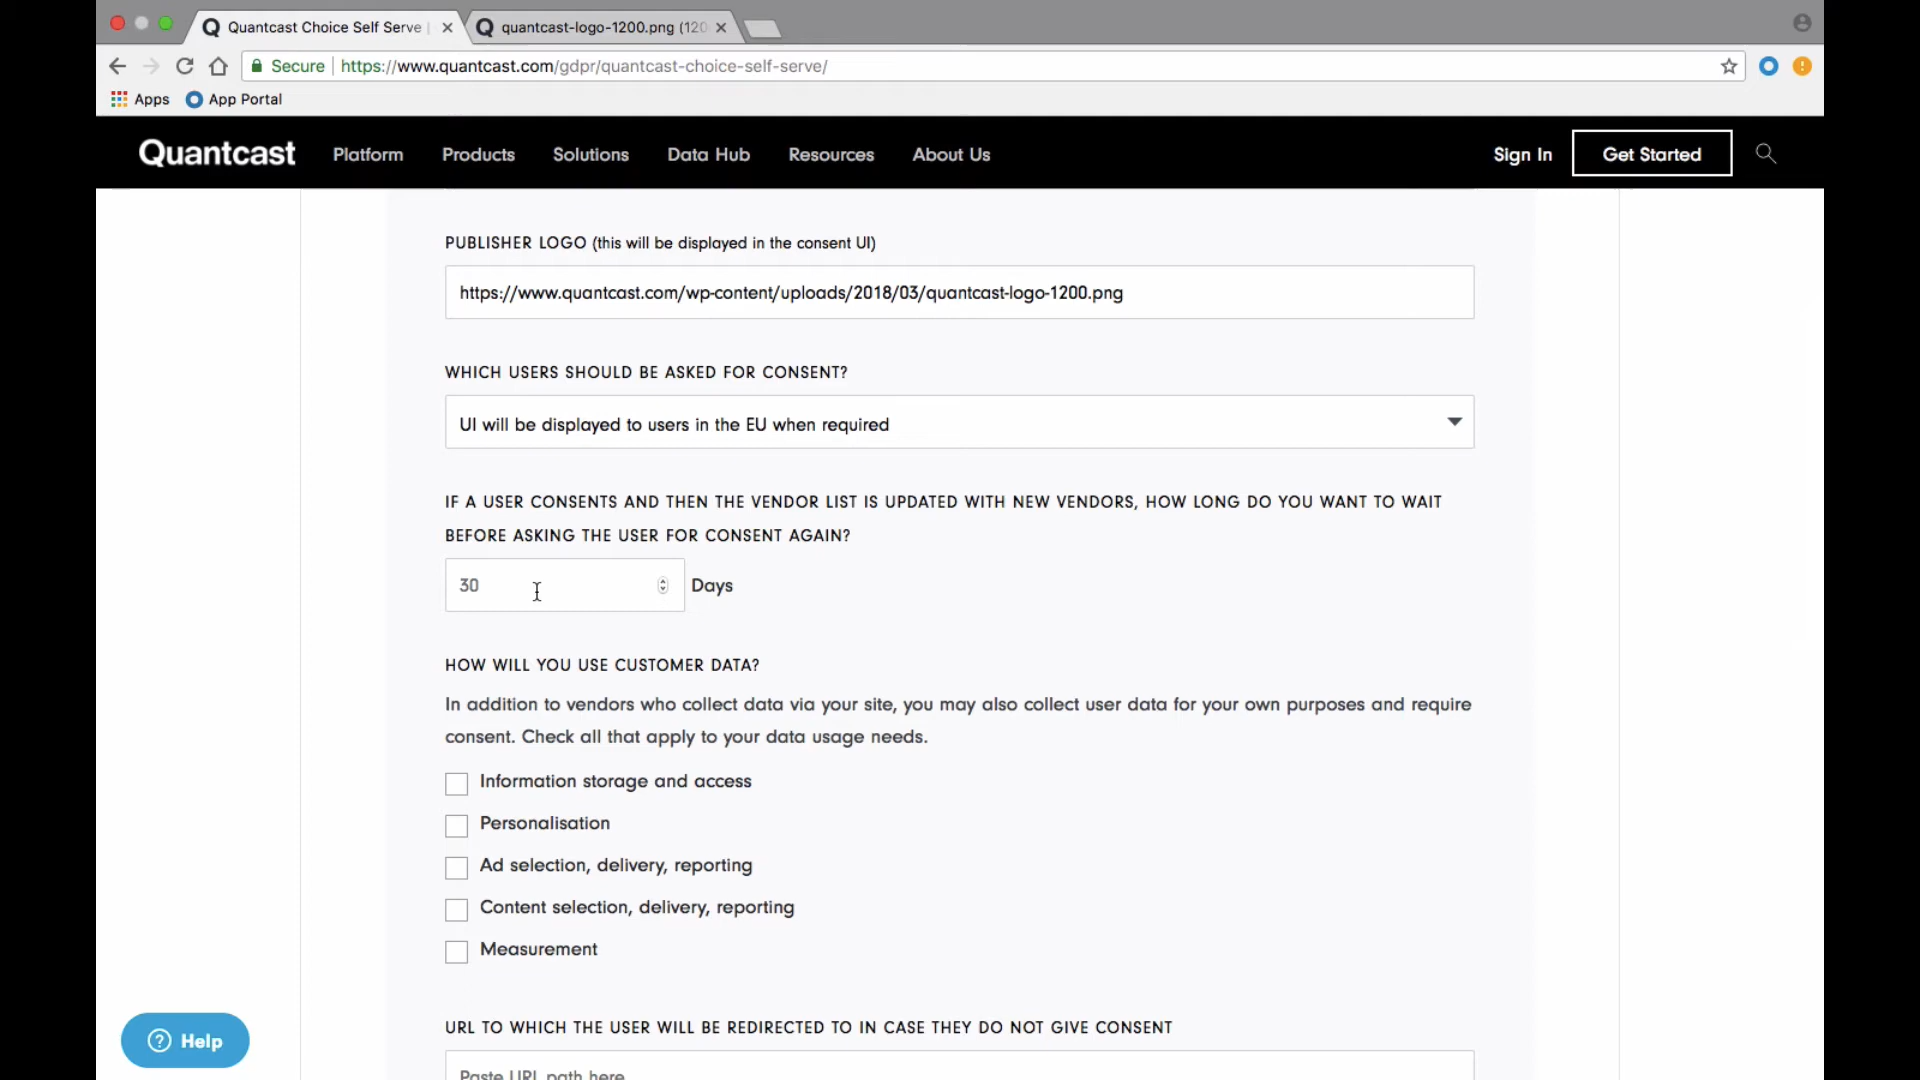 Quantcast Choice Self Serve |
quantcast-logo-1200.png (120
Secure | https://www.quantcast.com/gdpr/quantcast-choice-self-serve/
Apps App Portal
Quantcast Platform Products Solutions Data Hub Resources About Us Sign In Get Started
PUBLISHER LOGO (this will be displayed in the consent UI)
https://www.quantcast.com/wp-content/uploads/2018/03/quantcast-logo-1200.png
WHICH USERS SHOULD BE ASKED FOR CONSENT?
UI will be displayed to users in the EU when required
IF A USER CONSENTS AND THEN THE VENDOR LIST IS UPDATED WITH NEW VENDORS, HOW LONG DO YOU WANT TO WAIT
BEFORE ASKING THE USER FOR CONSENT AGAIN?
30 Days
HOW WILL YOU USE CUSTOMER DATA?
In addition to vendors who collect data via your site, you may also collect user data for your own purposes and require
consent. Check all that apply to your data usage needs.
Information storage and access
Personalisation
Ad selection, delivery, reporting
Content selection, delivery, reporting
Measurement
? Help
URL TO WHICH THE USER WILL BE REDIRECTED TO IN CASE THEY DO NOT GIVE CONSENT
Paste URL path here